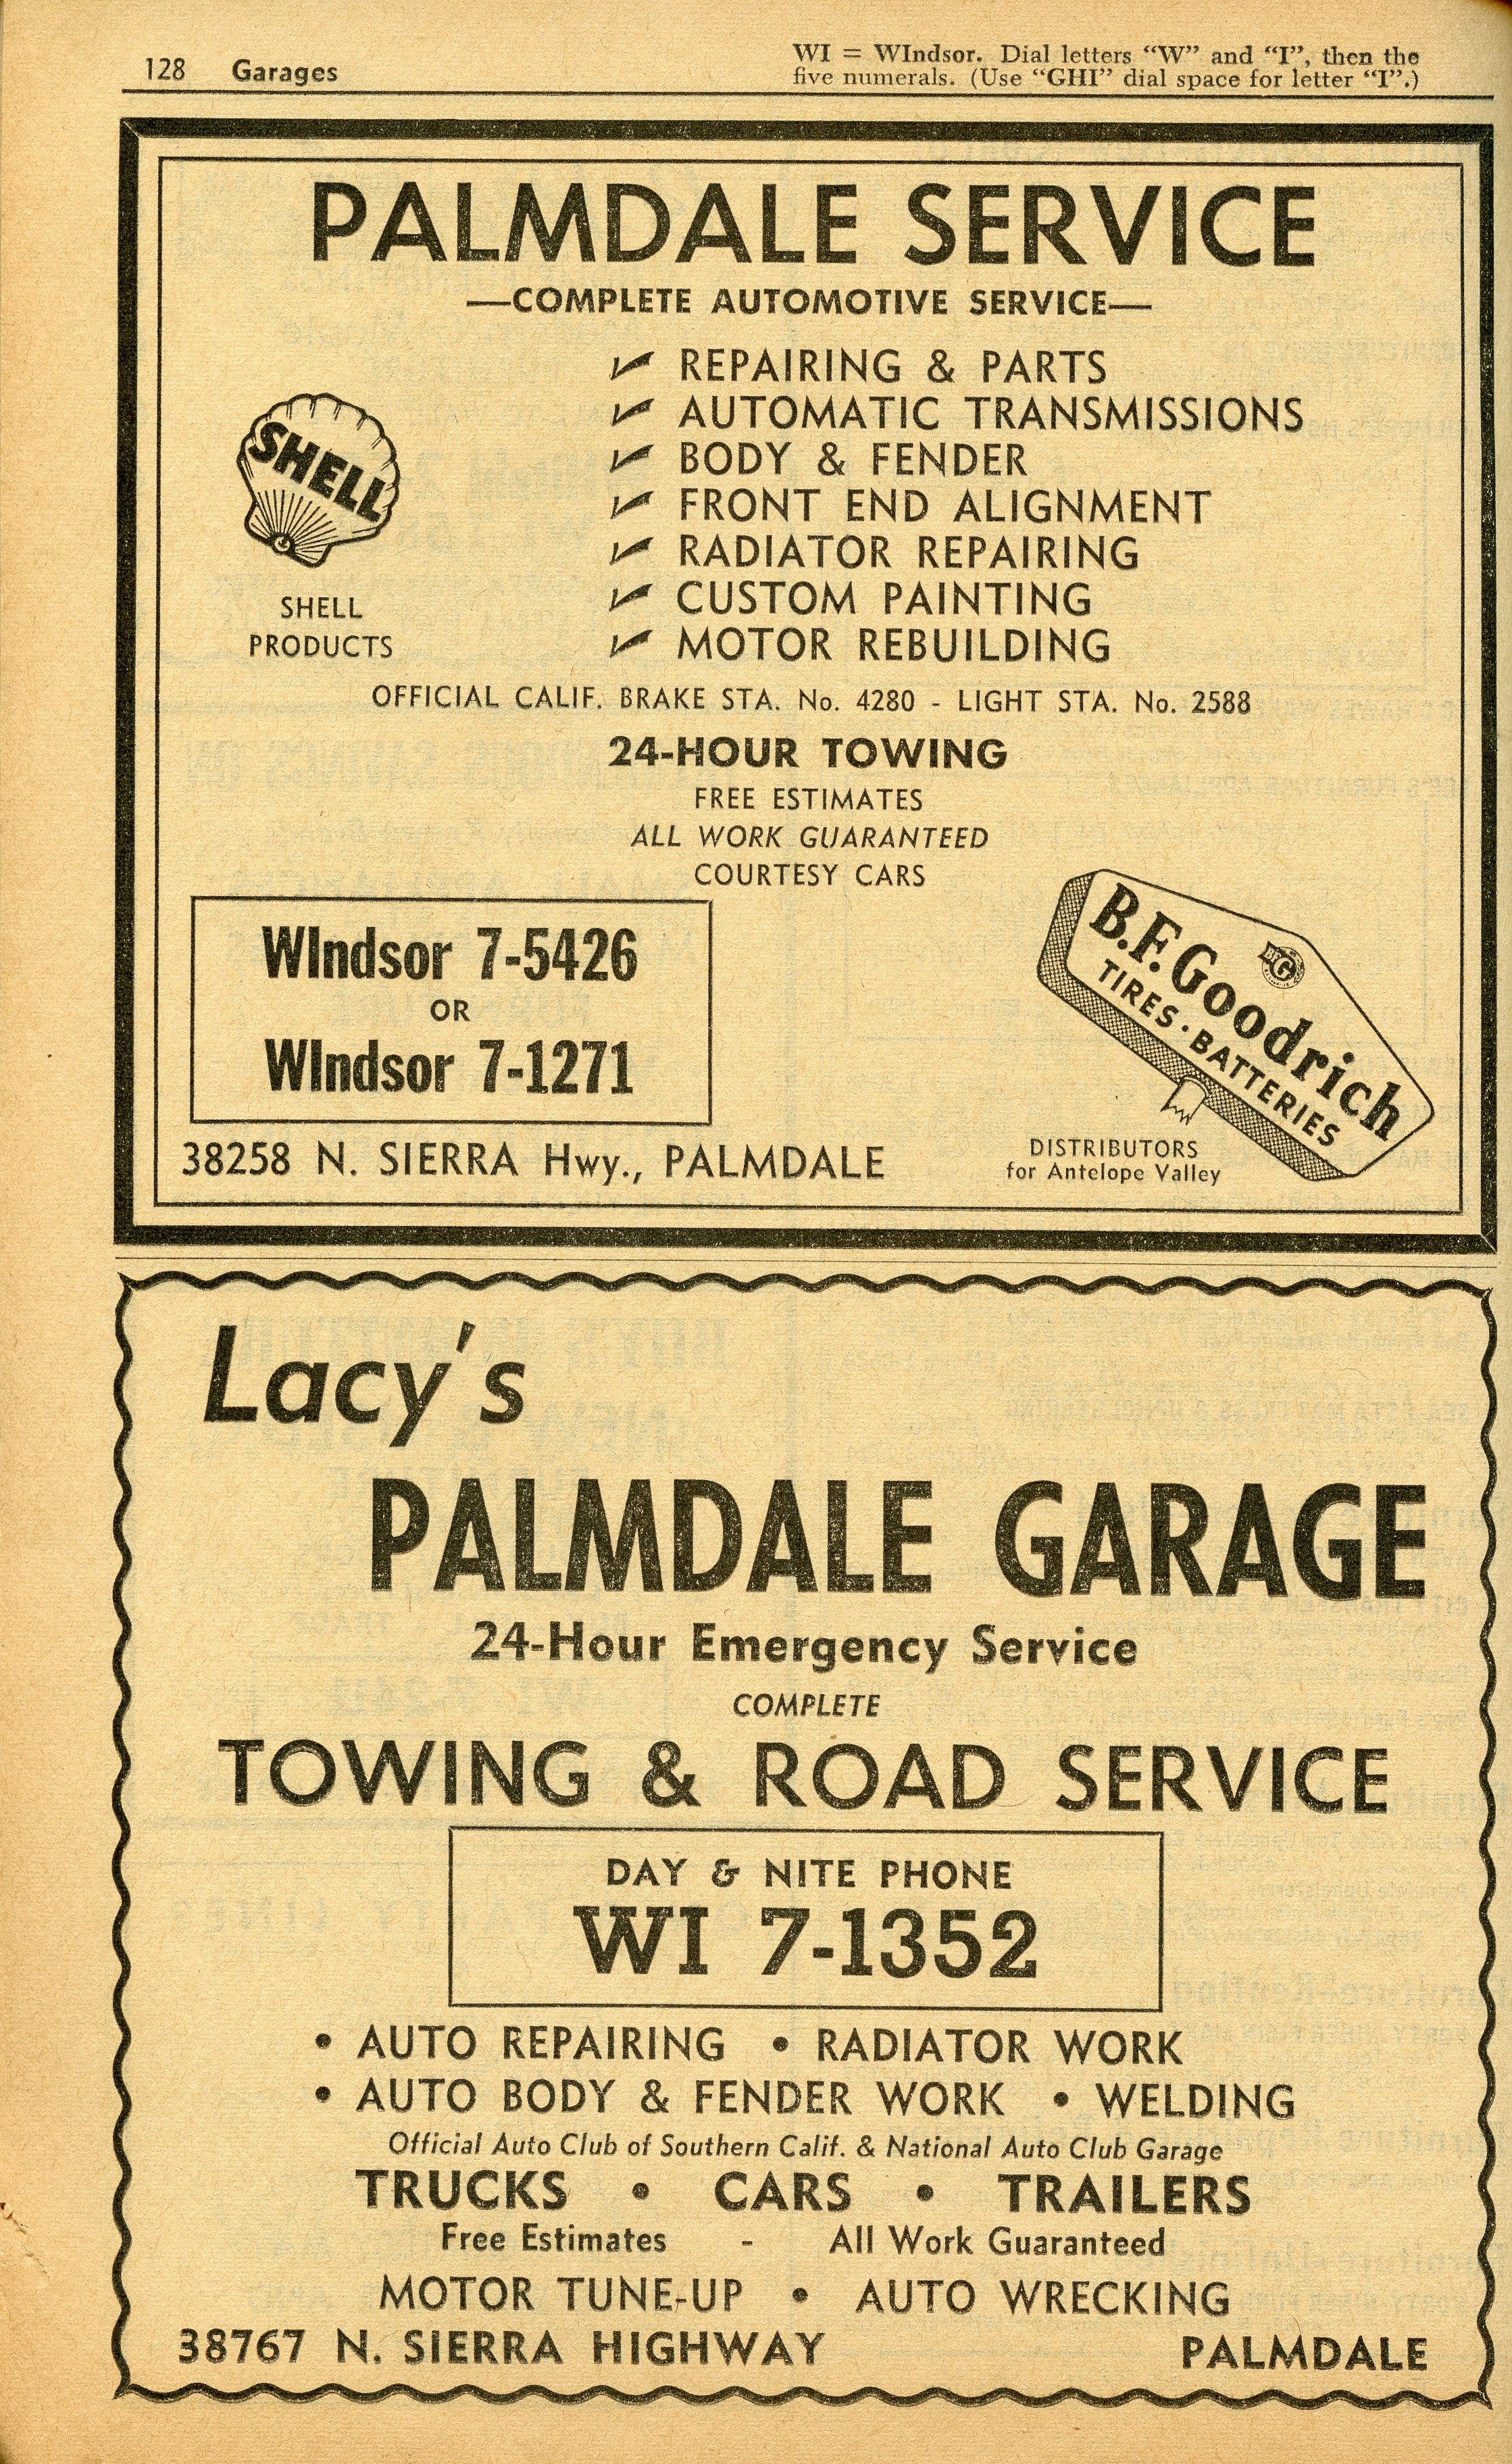 128 Garages
WI = WIndsor. Dial letters "W" and "I", then the
five numerals. (Use "GHI" dial space for letter "I".)
PALMDALE SERVICE
—COMPLETE AUTOMOTIVE SERVICE—
✓ REPAIRING & PARTS
✓ AUTOMATIC TRANSMISSIONS
✓ BODY & FENDER
✓ FRONT END ALIGNMENT
✓ RADIATOR REPAIRING
✓ CUSTOM PAINTING
✓ MOTOR REBUILDING
SHELL
SHELL
PRODUCTS
OFFICIAL CALIF. BRAKE STA. No. 4280 - LIGHT STA. No. 2588
24-HOUR TOWING
FREE ESTIMATES
ALL WORK GUARANTEED
COURTESY CARS
WIndsor 7-5426
OR
WIndsor 7-1271
38258 N. SIERRA Hwy., PALMDALE
B.F. Goodrich
TIRES · BATTERIES
DISTRIBUTORS
for Antelope Valley
Lacy's
PALMDALE GARAGE
24-Hour Emergency Service
COMPLETE
TOWING & ROAD SERVICE
DAY & NITE PHONE
WI 7-1352
• AUTO REPAIRING • RADIATOR WORK
• AUTO BODY & FENDER WORK • WELDING
Official Auto Club of Southern Calif. & National Auto Club Garage
TRUCKS • CARS • TRAILERS
Free Estimates - All Work Guaranteed
MOTOR TUNE-UP • AUTO WRECKING
38767 N. SIERRA HIGHWAY PALMDALE